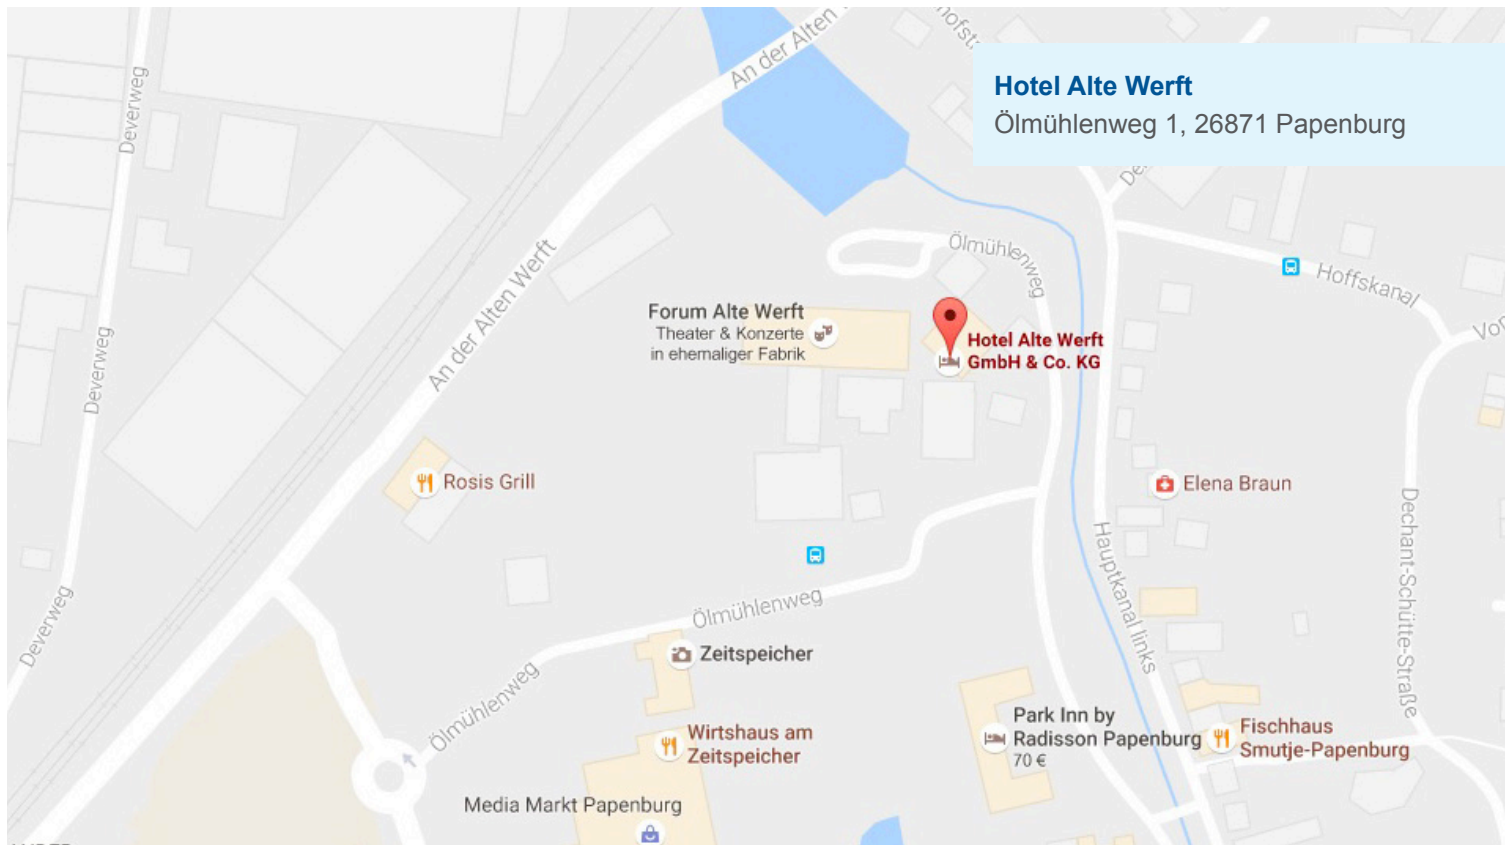 An der Alten
Hotel Alte Werft
Ölmühlenweg 1, 26871 Papenburg
Deverweg
Ölmühlenweg
An der Alten Werft
Hoffskanal
Forum Alte Werft
Theater & Konzerte
in ehemaliger Fabrik
Hotel Alte Werft
GmbH & Co. KG
Deverweg
Rosis Grill
Elena Braun
Hauptkanal links
Dechant-Schütte-Straße
Deverweg
Ölmühlenweg
Zeitspeicher
Ölmühlenweg
Wirtshaus am
Zeitspeicher
Park Inn by
Radisson Papenburg
70 €
Fischhaus
Smutje-Papenburg
Media Markt Papenburg